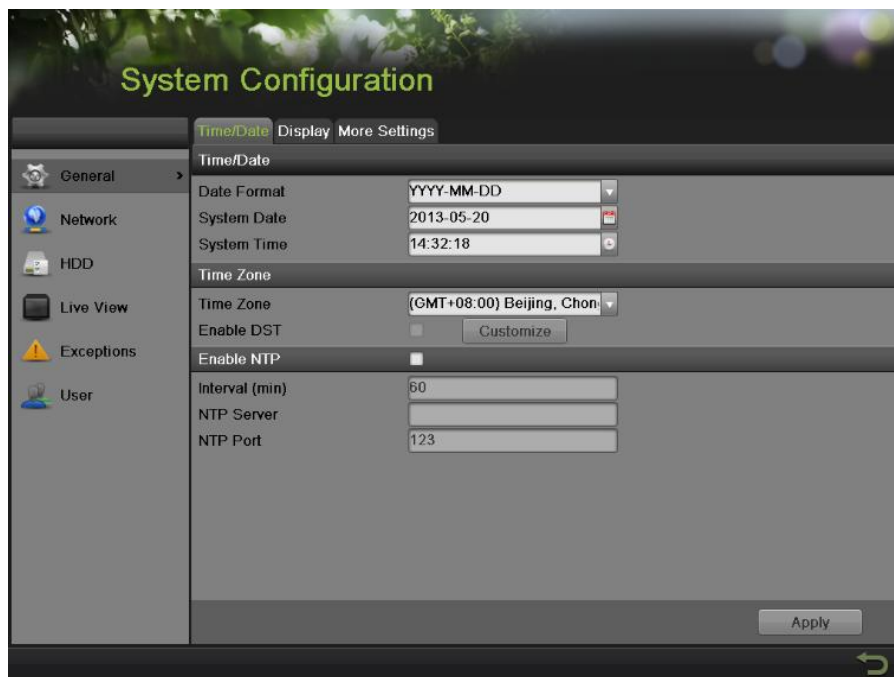 System Configuration
Time/Date Display More Settings
General
Network
HDD
Live View
Exceptions
User
Time/Date
Date Format YYYY-MM-DD
System Date 2013-05-20
System Time 14:32:18
Time Zone
Time Zone (GMT+08:00) Beijing, Chon
Enable DST Customize
Enable NTP
Interval (min) 60
NTP Server
NTP Port 123
Apply